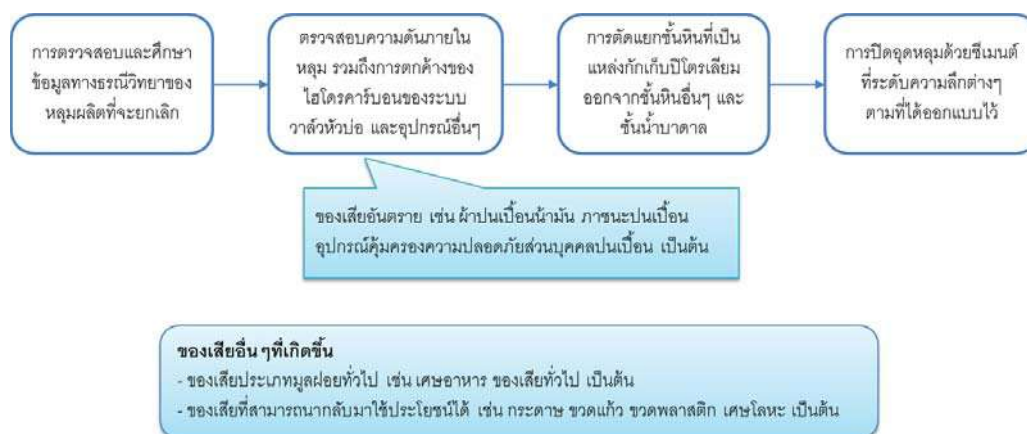 การตรวจสอบและศึกษา
ข้อมูลทางธรณีวิทยาของ
หลุมผลิตที่จะยกเลิก
ตรวจสอบความดันภายใน
หลุม รวมถึงการตกค้างของ
ไฮโดรคาร์บอนของระบบ
วาล์วหัวบ่อ และอุปกรณ์อื่นๆ
การตัดแยกชั้นหินที่เป็น
แหล่งกักเก็บปิโตรเลียม
ออกจากชั้นหินอื่นๆ และ
ชั้นน้ำบาดาล
การปิดอุดหลุมด้วยซีเมนต์
ที่ระดับความลึกต่างๆ
ตามที่ได้ออกแบบไว้
ของเสียอันตราย เช่น ผ้าปนเปื้อนน้ามัน ภาชนะปนเปื้อน
อุปกรณ์คุ้มครองความปลอดภัยส่วนบุคคลปนเปื้อน เป็นต้น
ของเสียอื่น ๆที่เกิดขึ้น
- ของเสียประเภทมูลฝอยทั่วไป เช่น เศษอาหาร ของเสียทั่วไป เป็นต้น
- ของเสียที่สามารถนากลับมาใช้ประโยชน์ได้ เช่น กระดาษ ขวดแก้ว ขวดพลาสติก เศษโลหะ เป็นต้น